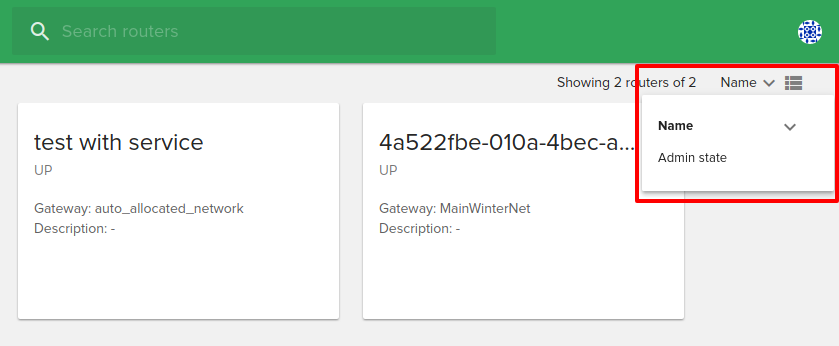 Search routers
Showing 2 routers of 2
Name
Name
Admin state
test with service
UP
Gateway: auto_allocated_network
Description: -
4a522fbe-010a-4bec-a...
UP
Gateway: MainWinterNet
Description: -